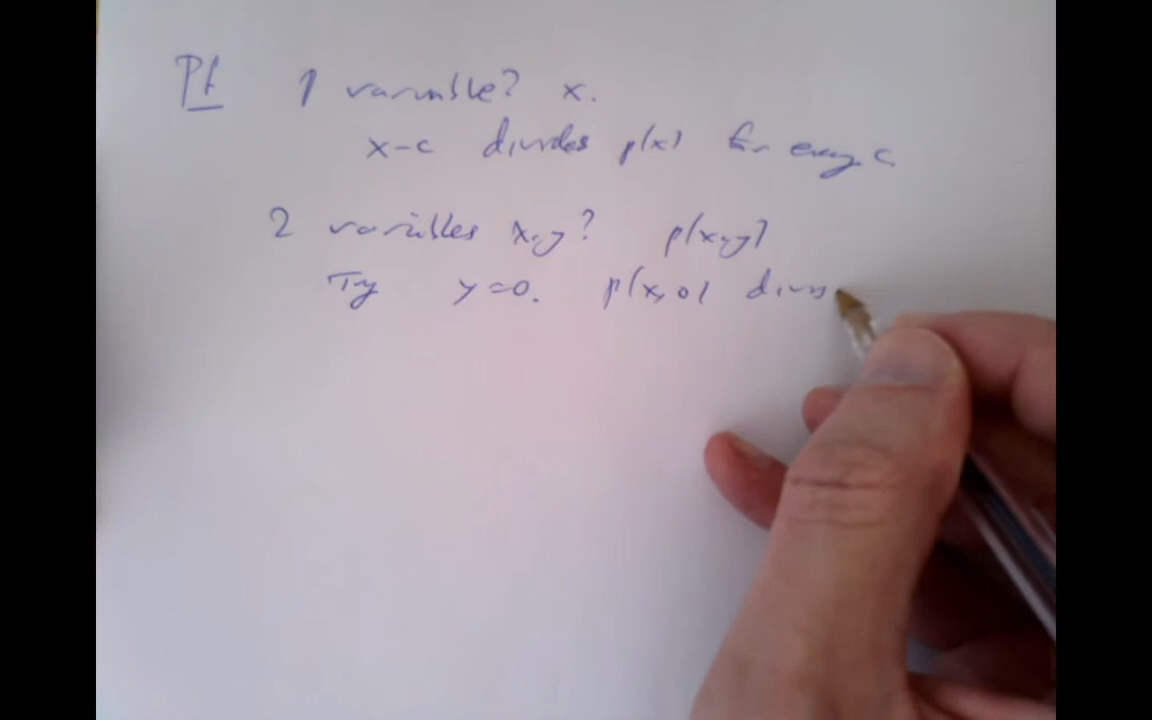 Pf 1 variable? x.
x-c divides p(x) for every c.
2 variables x,y? p(x,y)
Try y=0. p(x,0) divis